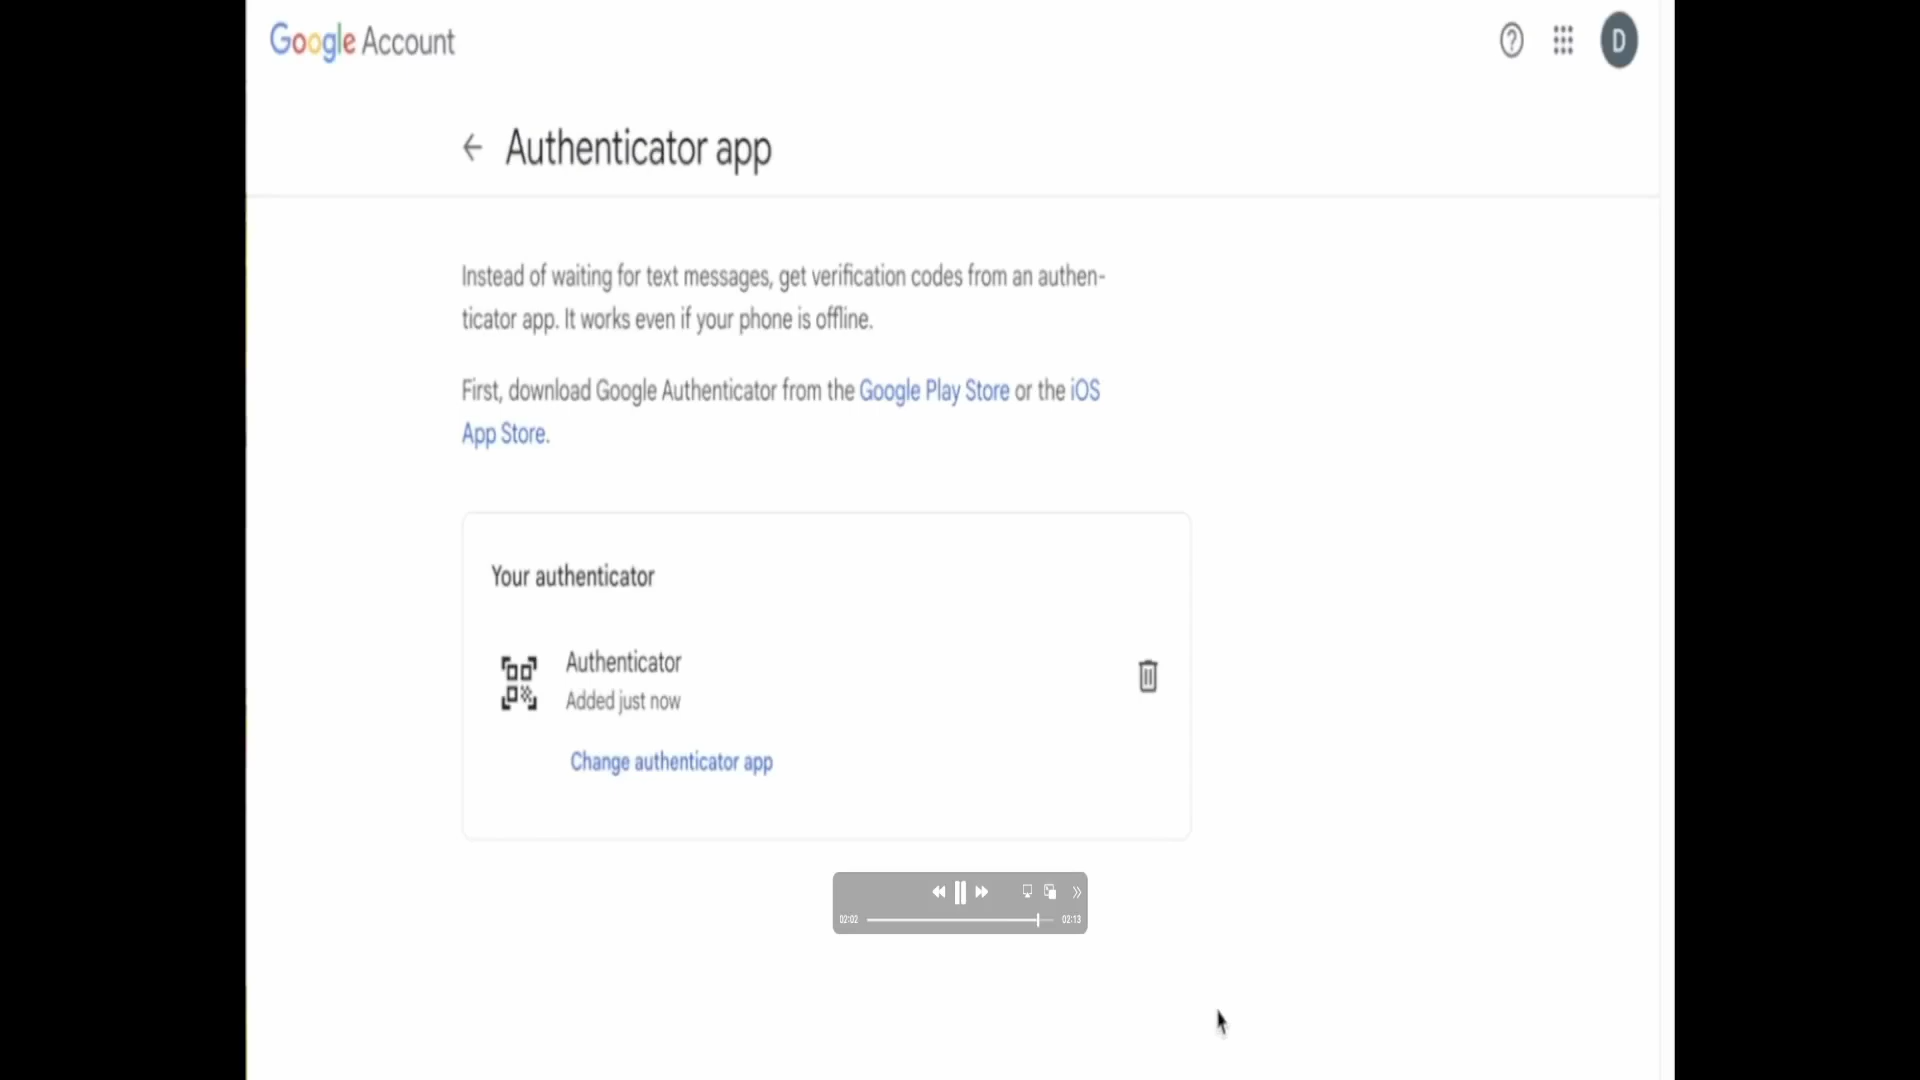 Google Account
D
Authenticator app
Instead of waiting for text messages, get verification codes from an authen-
ticator app. It works even if your phone is offline.
First, download Google Authenticator from the Google Play Store or the iOS
App Store.
Your authenticator
Authenticator
Added just now
Change authenticator app
02:02
02:13